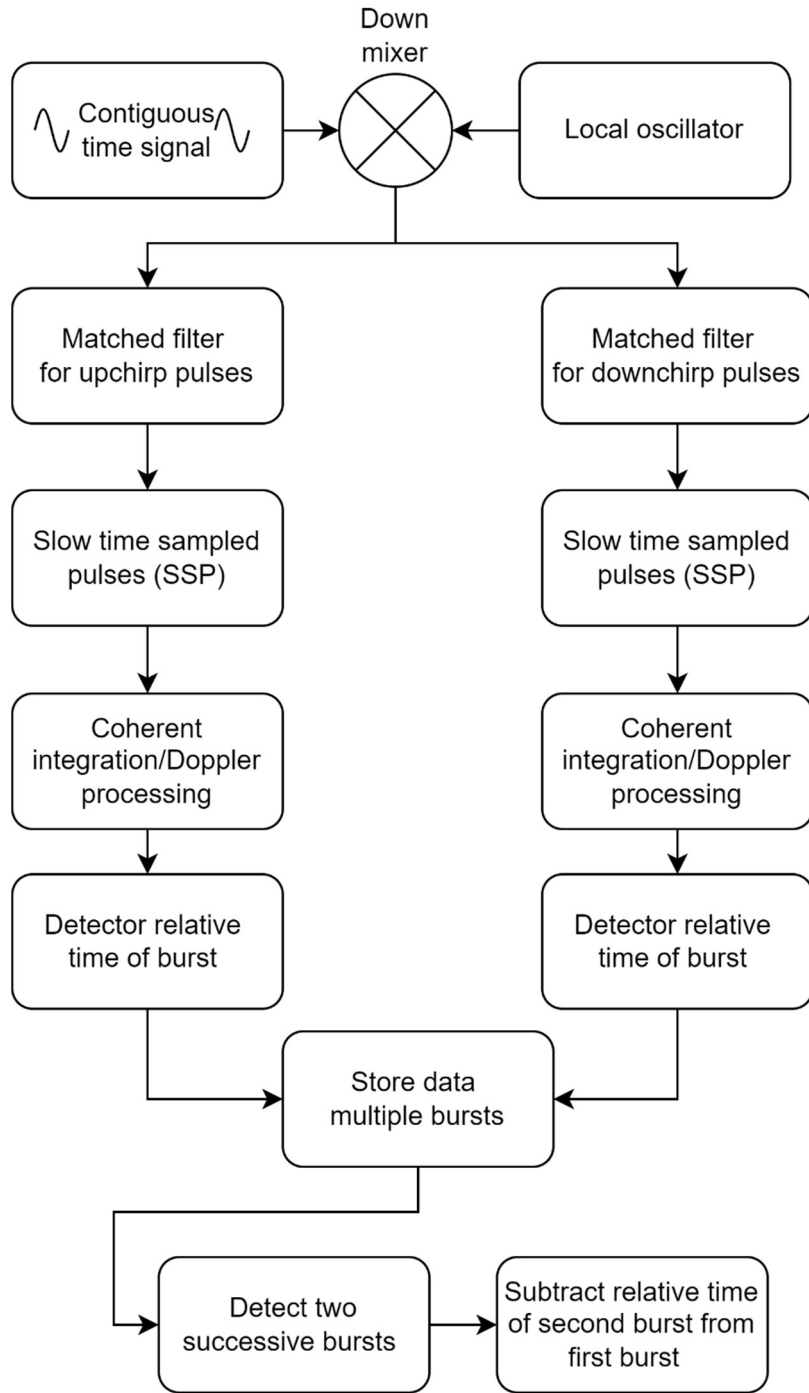 Down
mixer
Contiguous
time signal
Local oscillator
Matched filter
for upchirp pulses
Matched filter
for downchirp pulses
Slow time sampled
pulses (SSP)
Slow time sampled
pulses (SSP)
Coherent
integration/Doppler
processing
Coherent
integration/Doppler
processing
Detector relative
time of burst
Detector relative
time of burst
Store data
multiple bursts
Detect two
successive bursts
Subtract relative time
of second burst from
first burst